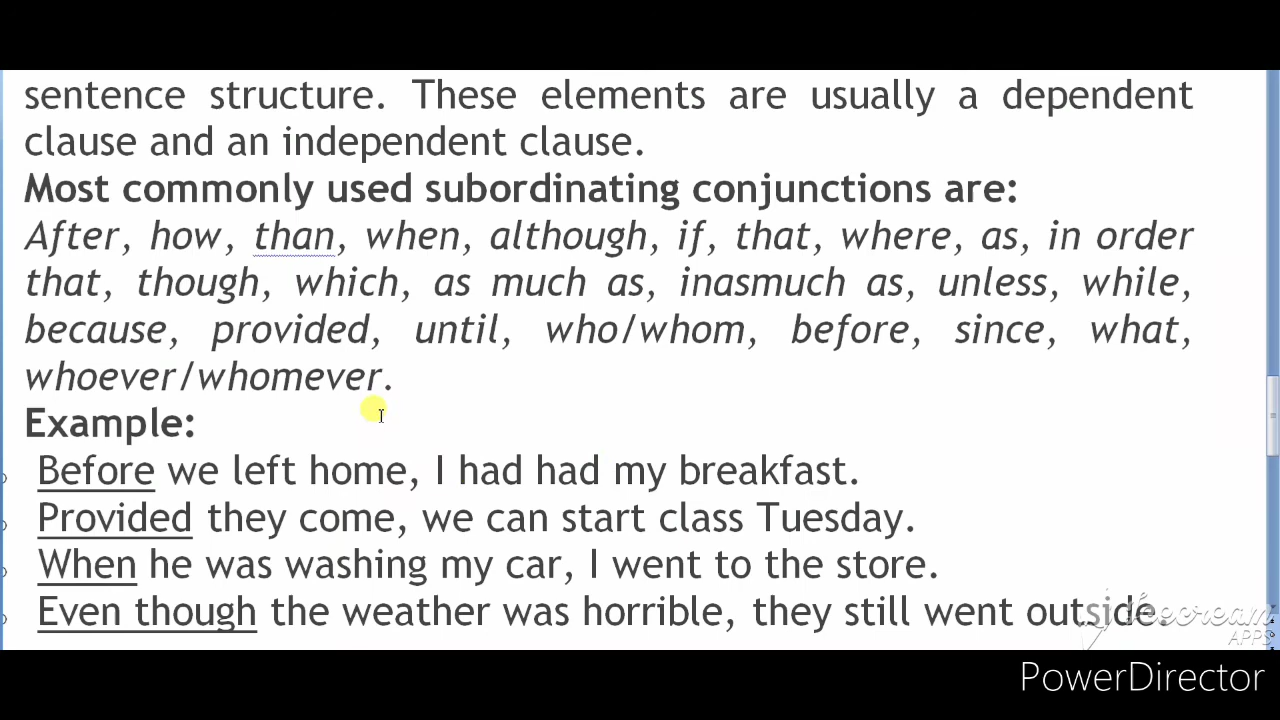 sentence structure. These elements are usually a dependent
clause and an independent clause.
Most commonly used subordinating conjunctions are:
After, how, than, when, although, if, that, where, as, in order
that, though, which, as much as, inasmuch as, unless, while,
because, provided, until, who/whom, before, since, what,
whoever/whomever.
Example:
Before we left home, I had had my breakfast.
Provided they come, we can start class Tuesday.
When he was washing my car, I went to the store.
Even though the weather was horrible, they still went outside.
Icecream
APPS
PowerDirector